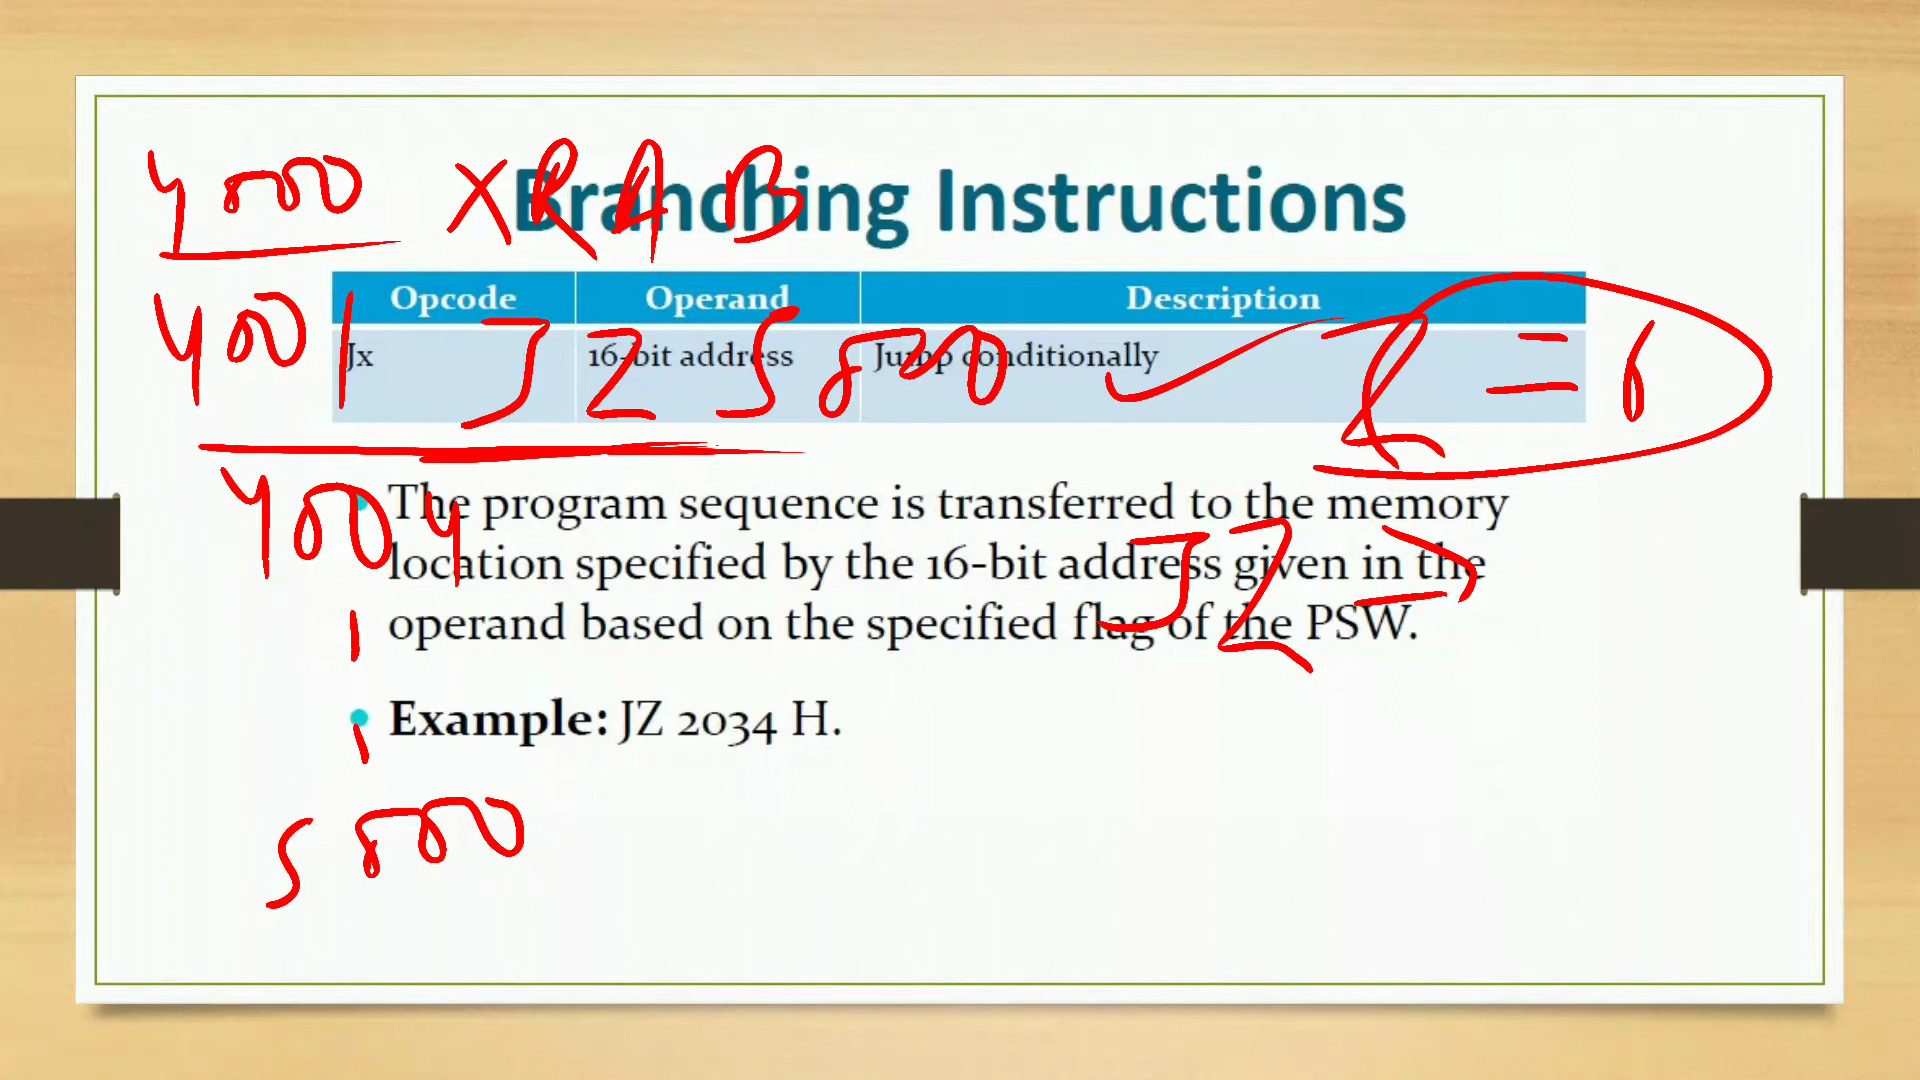 4000 XRA B
Branching Instructions
Opcode Operand Description
4001 JZ 5000 Z = 0
Jx 16-bit address Jump conditionally
4004
The program sequence is transferred to the memory
location specified by the 16-bit address given in the
JZ =>
operand based on the specified flag of the PSW.
Example: JZ 2034 H.
5000